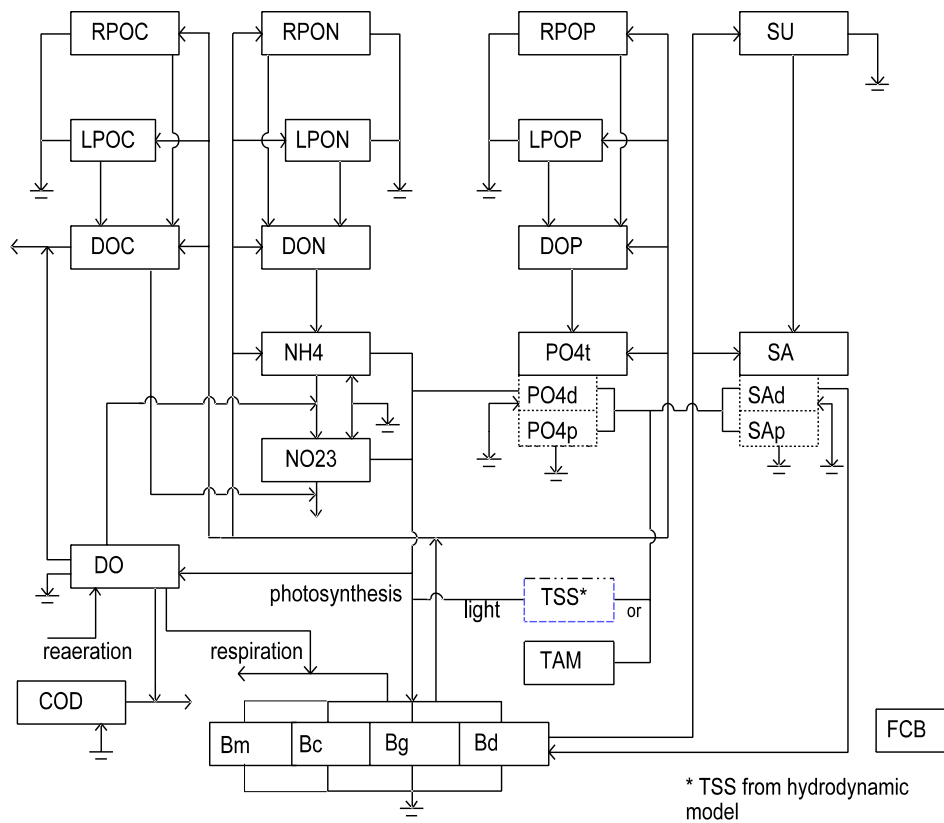 RPOC
RPON
RPOP
SU
LPOC
LPON
LPOP
DOC
DON
DOP
NH4
PO4t
SA
PO4d
SAd
PO4p
SAp
NO23
DO
photosynthesis
light
TSS*
or
reaeration
respiration
TAM
COD
Bm
Bc
Bg
Bd
FCB
* TSS from hydrodynamic
model